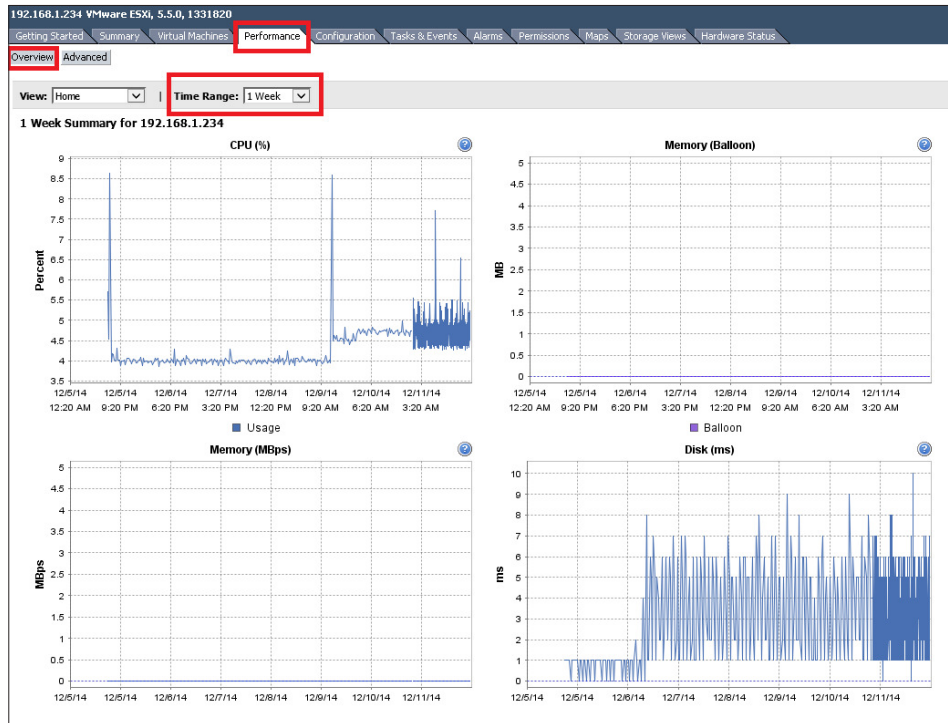 192.168.1.234 VMware ESXi, 5.5.0, 1331820
Getting Started Summary Virtual Machines Performance Configuration Tasks & Events Alarms Permissions Maps Storage Views Hardware Status
Overview Advanced
View: Home | Time Range: 1 Week
1 Week Summary for 192.168.1.234
CPU (%)
9
8.5
8
7.5
7
6.5
6
5.5
5
4.5
4
3.5
Percent
12/5/14 12/5/14 12/6/14 12/7/14 12/8/14 12/9/14 12/10/14 12/11/14
12:20 AM 9:20 PM 6:20 PM 3:20 PM 12:20 PM 9:20 AM 6:20 AM 3:20 AM
Usage
Memory (Balloon)
5
4.5
4
3.5
3
2.5
2
1.5
1
0.5
0
MB
12/5/14 12/5/14 12/6/14 12/7/14 12/8/14 12/9/14 12/10/14 12/11/14
12:20 AM 9:20 PM 6:20 PM 3:20 PM 12:20 PM 9:20 AM 6:20 AM 3:20 AM
Balloon
Memory (MBps)
5
4.5
4
3.5
3
2.5
2
1.5
1
0.5
0
MBps
12/5/14 12/5/14 12/6/14 12/7/14 12/8/14 12/9/14 12/10/14 12/11/14
Disk (ms)
10
9
8
7
6
5
4
3
2
1
0
ms
12/5/14 12/5/14 12/6/14 12/7/14 12/8/14 12/9/14 12/10/14 12/11/14